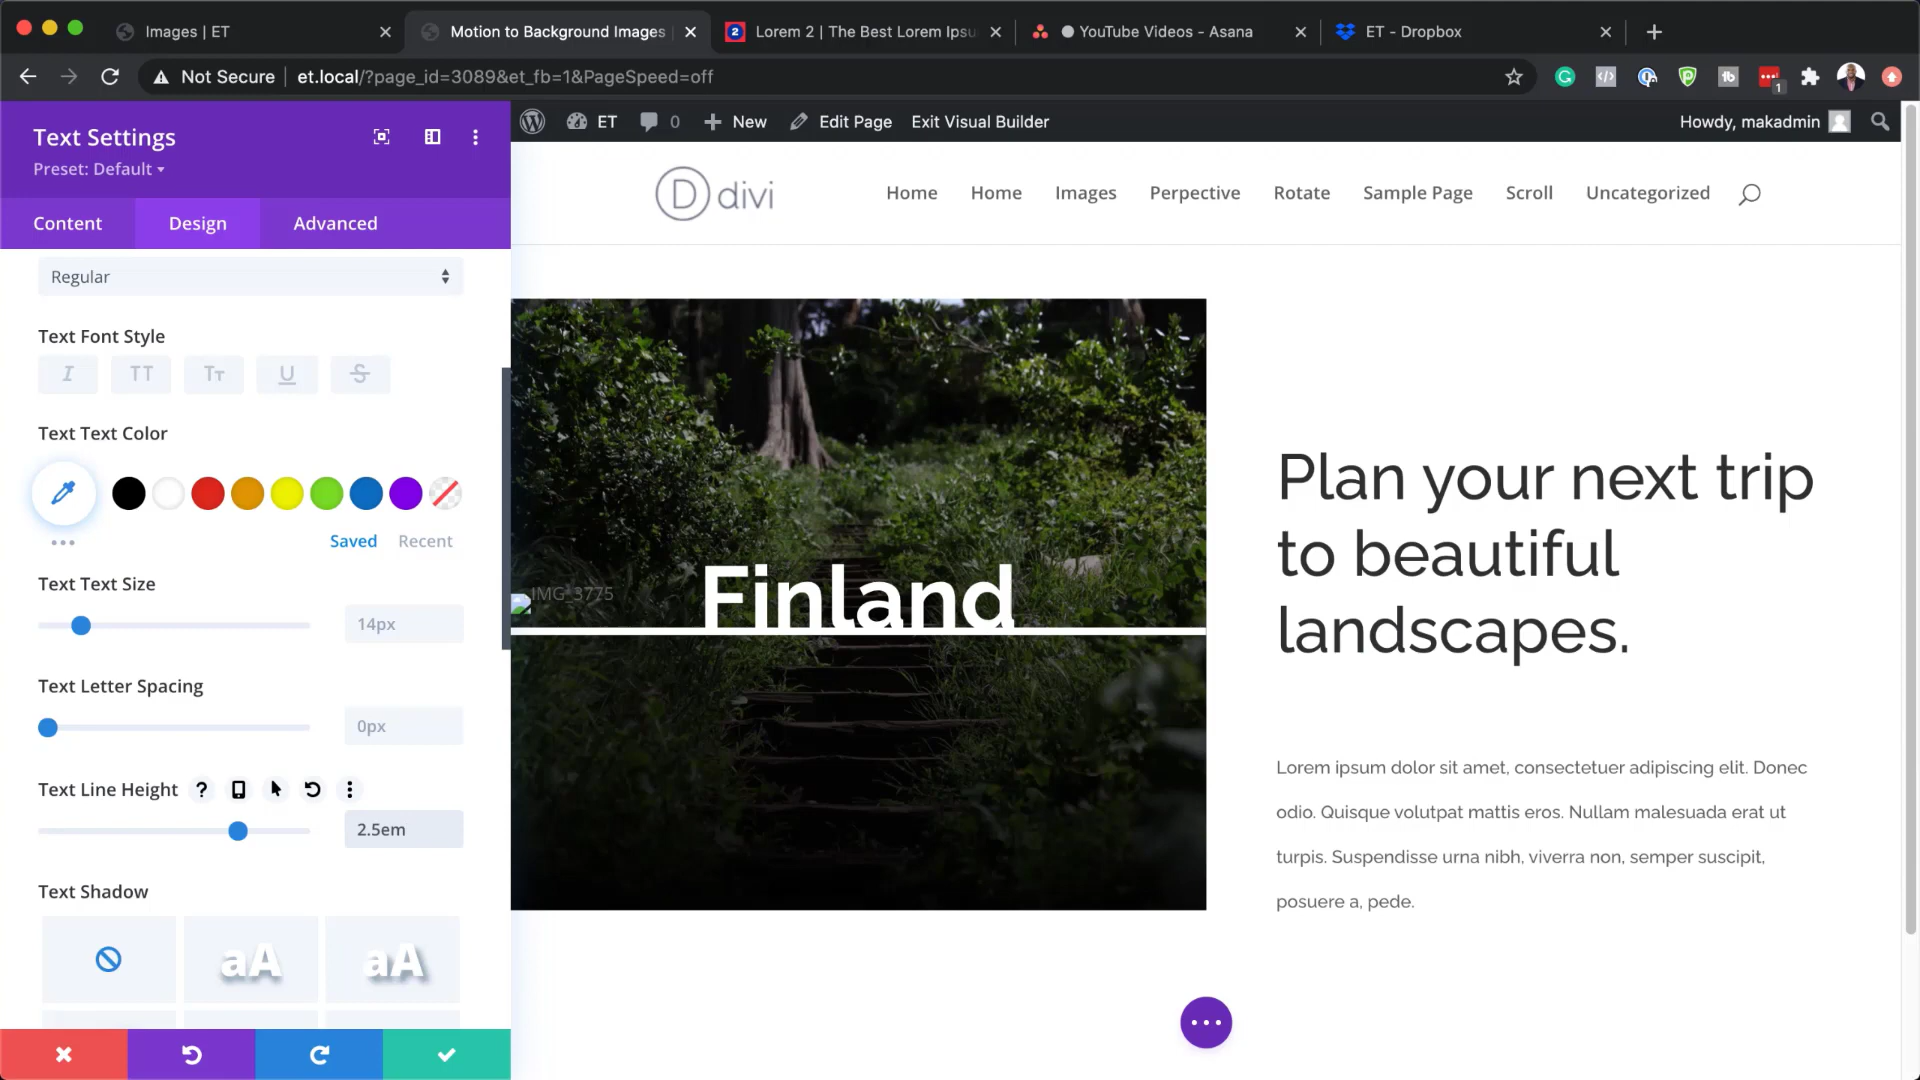 Images | ET
Motion to Background Images
Lorem 2 | The Best Lorem Ipsu
YouTube Videos - Asana
ET - Dropbox
Not Secure
et.local/?page_id=3089&et_fb=1&PageSpeed=off
1
Text Settings
Preset: Default
Content
Design
Advanced
ET
0
New
Edit Page
Exit Visual Builder
Howdy, makadmin
D divi
Home
Home
Images
Perpective
Rotate
Sample Page
Scroll
Uncategorized
Regular
Text Font Style
I
TT
Tт
U
S
Text Text Color
Saved
Recent
Text Text Size
14px
Text Letter Spacing
0px
Text Line Height
?
2.5em
Text Shadow
aA
aA
IMG_3775
Finland
Plan your next trip
to beautiful
landscapes.
Lorem ipsum dolor sit amet, consectetuer adipiscing elit. Donec
odio. Quisque volutpat mattis eros. Nullam malesuada erat ut
turpis. Suspendisse urna nibh, viverra non, semper suscipit,
posuere a, pede.